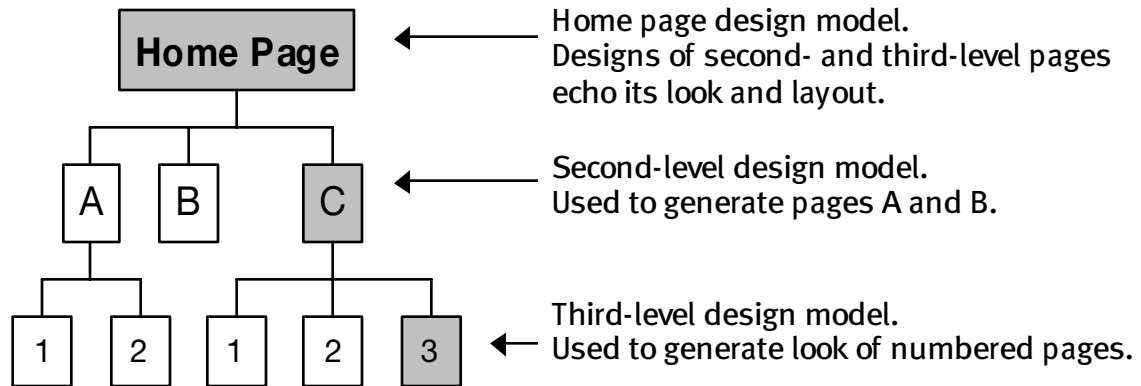 Home Page
Home page design model.
Designs of second- and third-level pages
echo its look and layout.
A B C
Second-level design model.
Used to generate pages A and B.
1 2 1 2 3
Third-level design model.
Used to generate look of numbered pages.